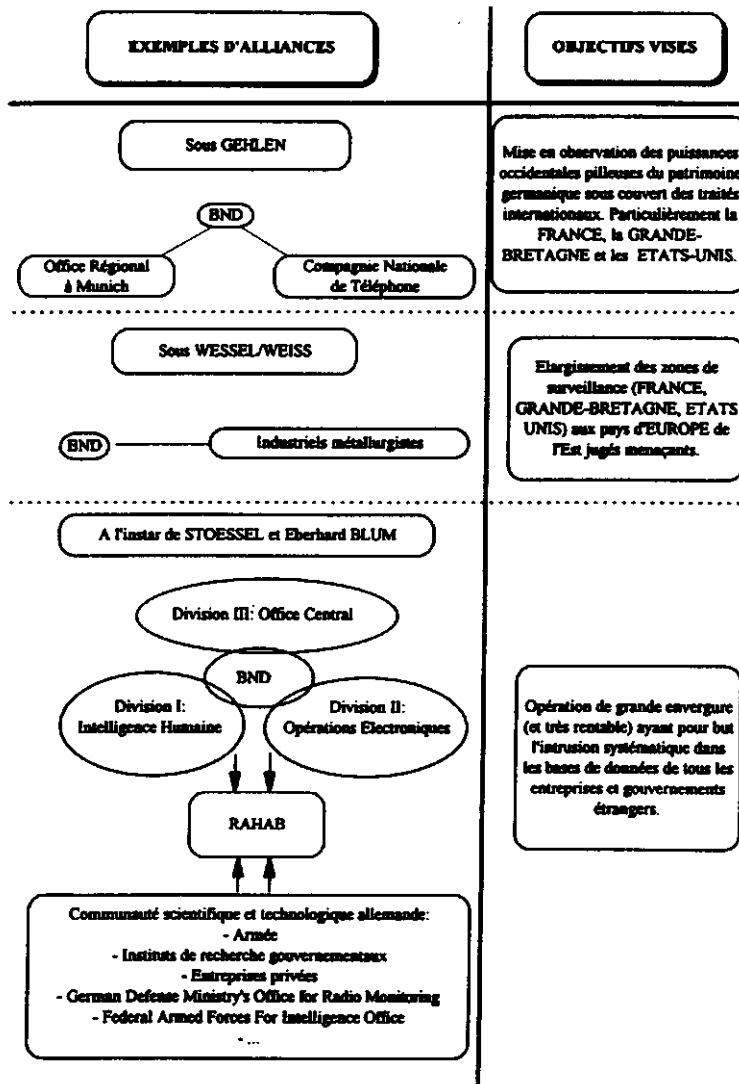 EXEMPLES D'ALLIANCES
OBJECTIFS VISES
Sous GEHLEN
BND
Office Régional
à Munich
Compagnie Nationale
de Téléphone
Mise en observation des puissances
occidentales pilleuses du patrimoine
germanique sous couvert des traités
internationaux. Particulièrement la
FRANCE, la GRANDE-
BRETAGNE et les ETATS-UNIS.
Sous WESSEL/WEISS
BND
Industriels métallurgistes
Elargissement des zones de
surveillance (FRANCE,
GRANDE-BRETAGNE, ETATS
UNIS) aux pays d'EUROPE de
l'Est jugés menaçants.
A l'instar de STOESSEL et Eberhard BLUM
Division III: Office Central
BND
Division I:
Intelligence Humaine
Division II:
Opérations Electroniques
RAHAB
Communauté scientifique et technologique allemande:
- Armée
- Instituts de recherche gouvernementaux
- Entreprises privées
- German Defense Ministry's Office for Radio Monitoring
- Federal Armed Forces For Intelligence Office
- ...
Opération de grande envergure
(et très rentable) ayant pour but
l'intrusion systématique dans
les bases de données de tous les
entreprises et gouvernements
étrangers.